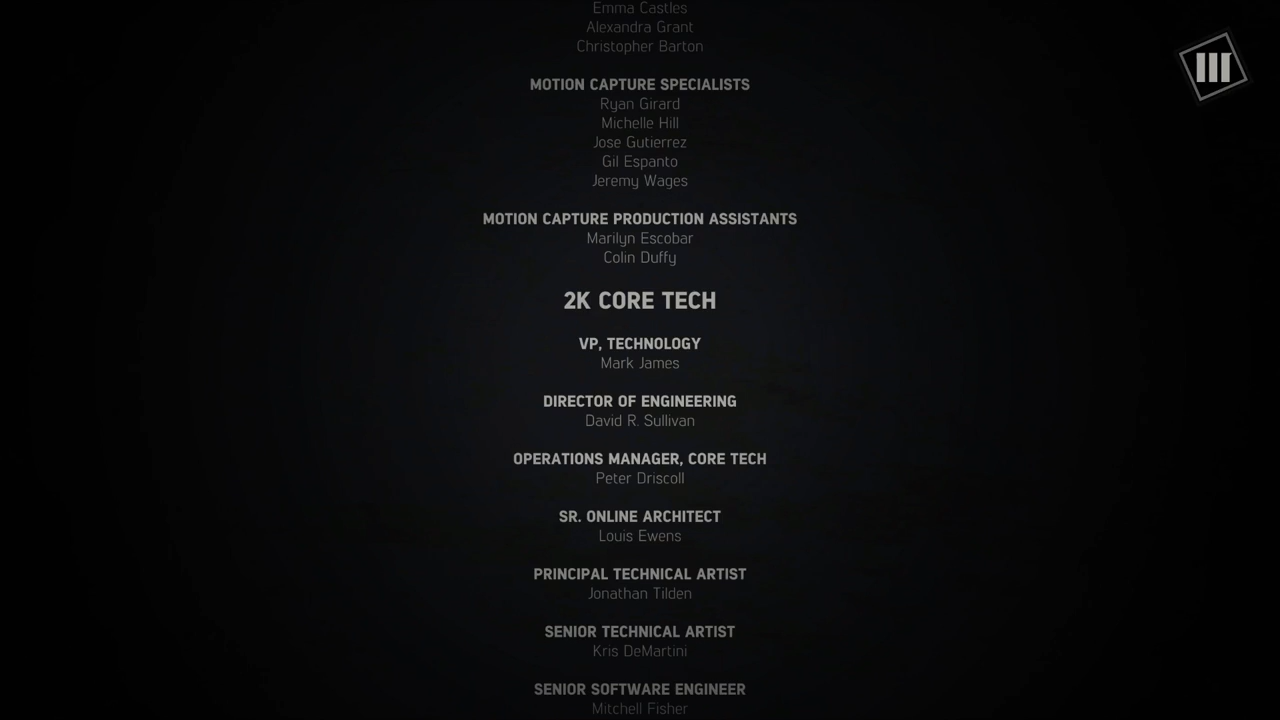 Emma Castles
Alexandra Grant
Christopher Barton
MOTION CAPTURE SPECIALISTS
Ryan Girard
Michelle Hill
Jose Gutierrez
Gil Espanto
Jeremy Wages
MOTION CAPTURE PRODUCTION ASSISTANTS
Marilyn Escobar
Colin Duffy
2K CORE TECH
VP, TECHNOLOGY
Mark James
DIRECTOR OF ENGINEERING
David R. Sullivan
OPERATIONS MANAGER, CORE TECH
Peter Driscoll
SR. ONLINE ARCHITECT
Louis Ewens
PRINCIPAL TECHNICAL ARTIST
Jonathan Tilden
SENIOR TECHNICAL ARTIST
Kris DeMartini
SENIOR SOFTWARE ENGINEER
Mitchell Fisher
III